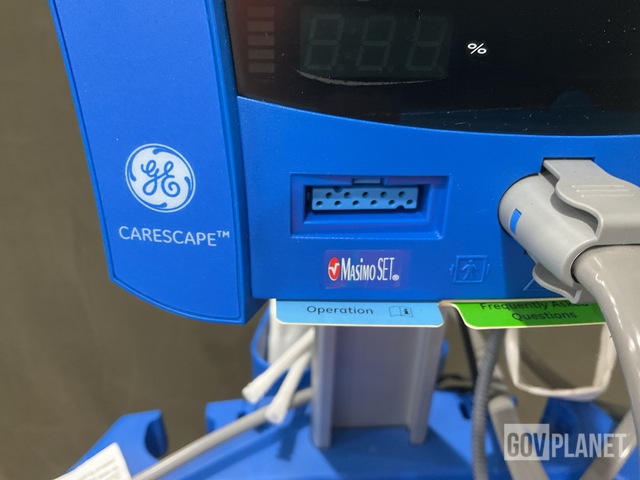 %
GE
CARESCAPE™
Masimo SET®
Operation
Frequently Asked
Questions
GOVPLANET